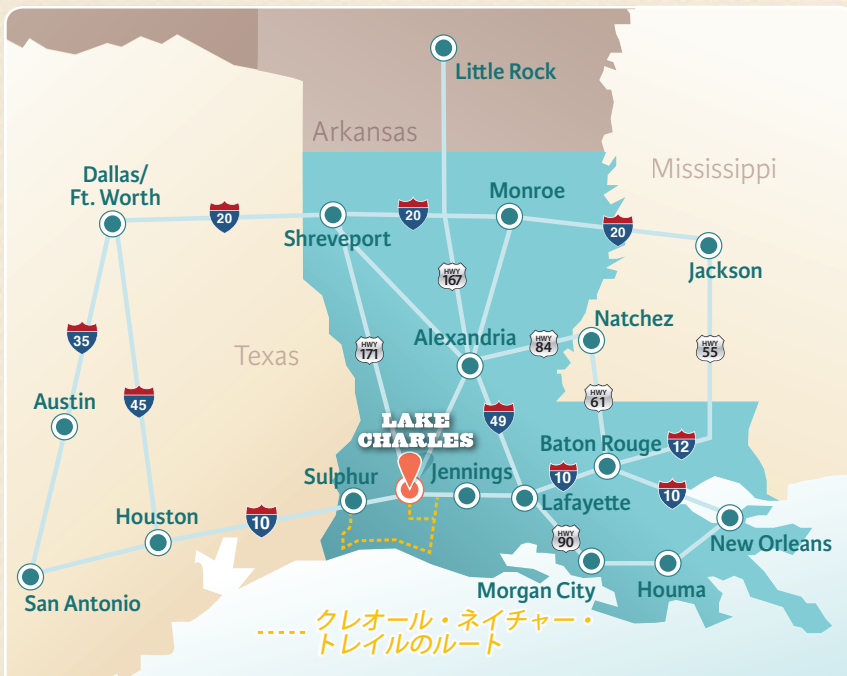 Little Rock
Arkansas
Mississippi
Dallas/
Ft. Worth
Monroe
20
20
20
Shreveport
Jackson
HWY
167
Natchez
Alexandria
HWY
84
35
HWY
171
Texas
HWY
55
45
HWY
61
Austin
49
LAKE
CHARLES
Baton Rouge
12
Sulphur
Jennings
10
10
Lafayette
Houston
10
HWY
90
New Orleans
San Antonio
Morgan City
Houma
クレオール・ネイチャー・
トレイルのルート